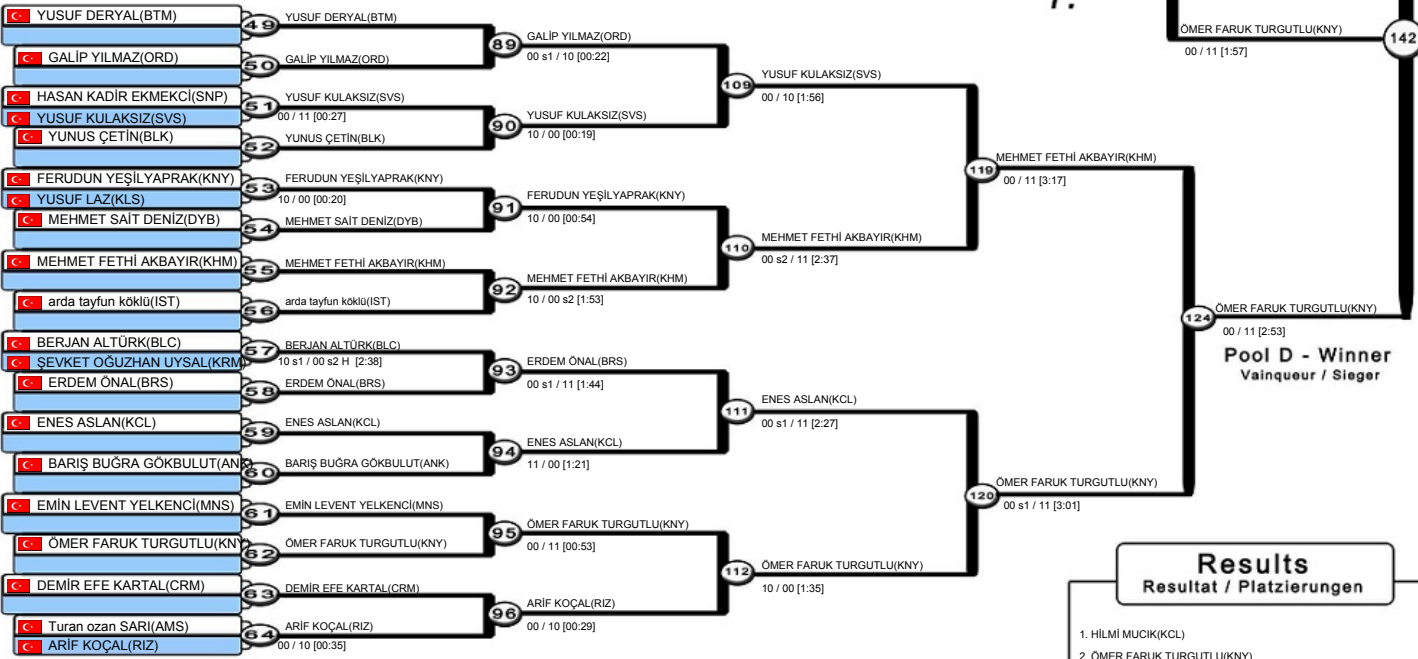 YUSUF DERYAL(BTM)
GALİP YILMAZ(ORD)
HASAN KADİR EKMEKCİ(SNP)
YUSUF KULAKSIZ(SVS)
YUNUS ÇETİN(BLK)
FERUDUN YEŞİLYAPRAK(KNY)
YUSUF LAZ(KLS)
MEHMET SAİT DENİZ(DYB)
MEHMET FETHİ AKBAYIR(KHM)
arda tayfun köklü(IST)
BERJAN ALTÜRK(BLC)
ŞEVKET OĞUZHAN UYSAL(KRM)
ERDEM ÖNAL(BRS)
ENES ASLAN(KCL)
BARIŞ BUĞRA GÖKBULUT(ANK)
EMİN LEVENT YELKENCİ(MNS)
ÖMER FARUK TURGUTLU(KNY)
DEMİR EFE KARTAL(CRM)
Turan ozan SARI(AMS)
ARİF KOÇAL(RIZ)
49
YUSUF DERYAL(BTM)
50
GALİP YILMAZ(ORD)
51
YUSUF KULAKSIZ(SVS)
00 / 11 [00:27]
52
YUNUS ÇETİN(BLK)
53
FERUDUN YEŞİLYAPRAK(KNY)
10 / 00 [00:20]
54
MEHMET SAİT DENİZ(DYB)
55
MEHMET FETHİ AKBAYIR(KHM)
56
arda tayfun köklü(IST)
57
BERJAN ALTÜRK(BLC)
10 s1 / 00 s2 H [2:38]
58
ERDEM ÖNAL(BRS)
59
ENES ASLAN(KCL)
60
BARIŞ BUĞRA GÖKBULUT(ANK)
61
EMİN LEVENT YELKENCİ(MNS)
62
ÖMER FARUK TURGUTLU(KNY)
63
DEMİR EFE KARTAL(CRM)
64
ARİF KOÇAL(RIZ)
00 / 10 [00:35]
89
GALİP YILMAZ(ORD)
00 s1 / 10 [00:22]
90
YUSUF KULAKSIZ(SVS)
10 / 00 [00:19]
91
FERUDUN YEŞİLYAPRAK(KNY)
10 / 00 [00:54]
92
MEHMET FETHİ AKBAYIR(KHM)
10 / 00 s2 [1:53]
93
ERDEM ÖNAL(BRS)
00 s1 / 11 [1:44]
94
ENES ASLAN(KCL)
11 / 00 [1:21]
95
ÖMER FARUK TURGUTLU(KNY)
00 / 11 [00:53]
96
ARİF KOÇAL(RIZ)
00 / 10 [00:29]
109
YUSUF KULAKSIZ(SVS)
00 / 10 [1:56]
110
MEHMET FETHİ AKBAYIR(KHM)
00 s2 / 11 [2:37]
111
ENES ASLAN(KCL)
00 s1 / 11 [2:27]
112
ÖMER FARUK TURGUTLU(KNY)
10 / 00 [1:35]
119
MEHMET FETHİ AKBAYIR(KHM)
00 / 11 [3:17]
120
ÖMER FARUK TURGUTLU(KNY)
00 s1 / 11 [3:01]
124
ÖMER FARUK TURGUTLU(KNY)
00 / 11 [2:53]
Pool D - Winner
Vainqueur / Sieger
ÖMER FARUK TURGUTLU(KNY)
00 / 11 [1:57]
142
Results
Resultat / Platzierungen
1. HİLMİ MUCIK(KCL)
2. ÖMER FARUK TURGUTLU(KNY)